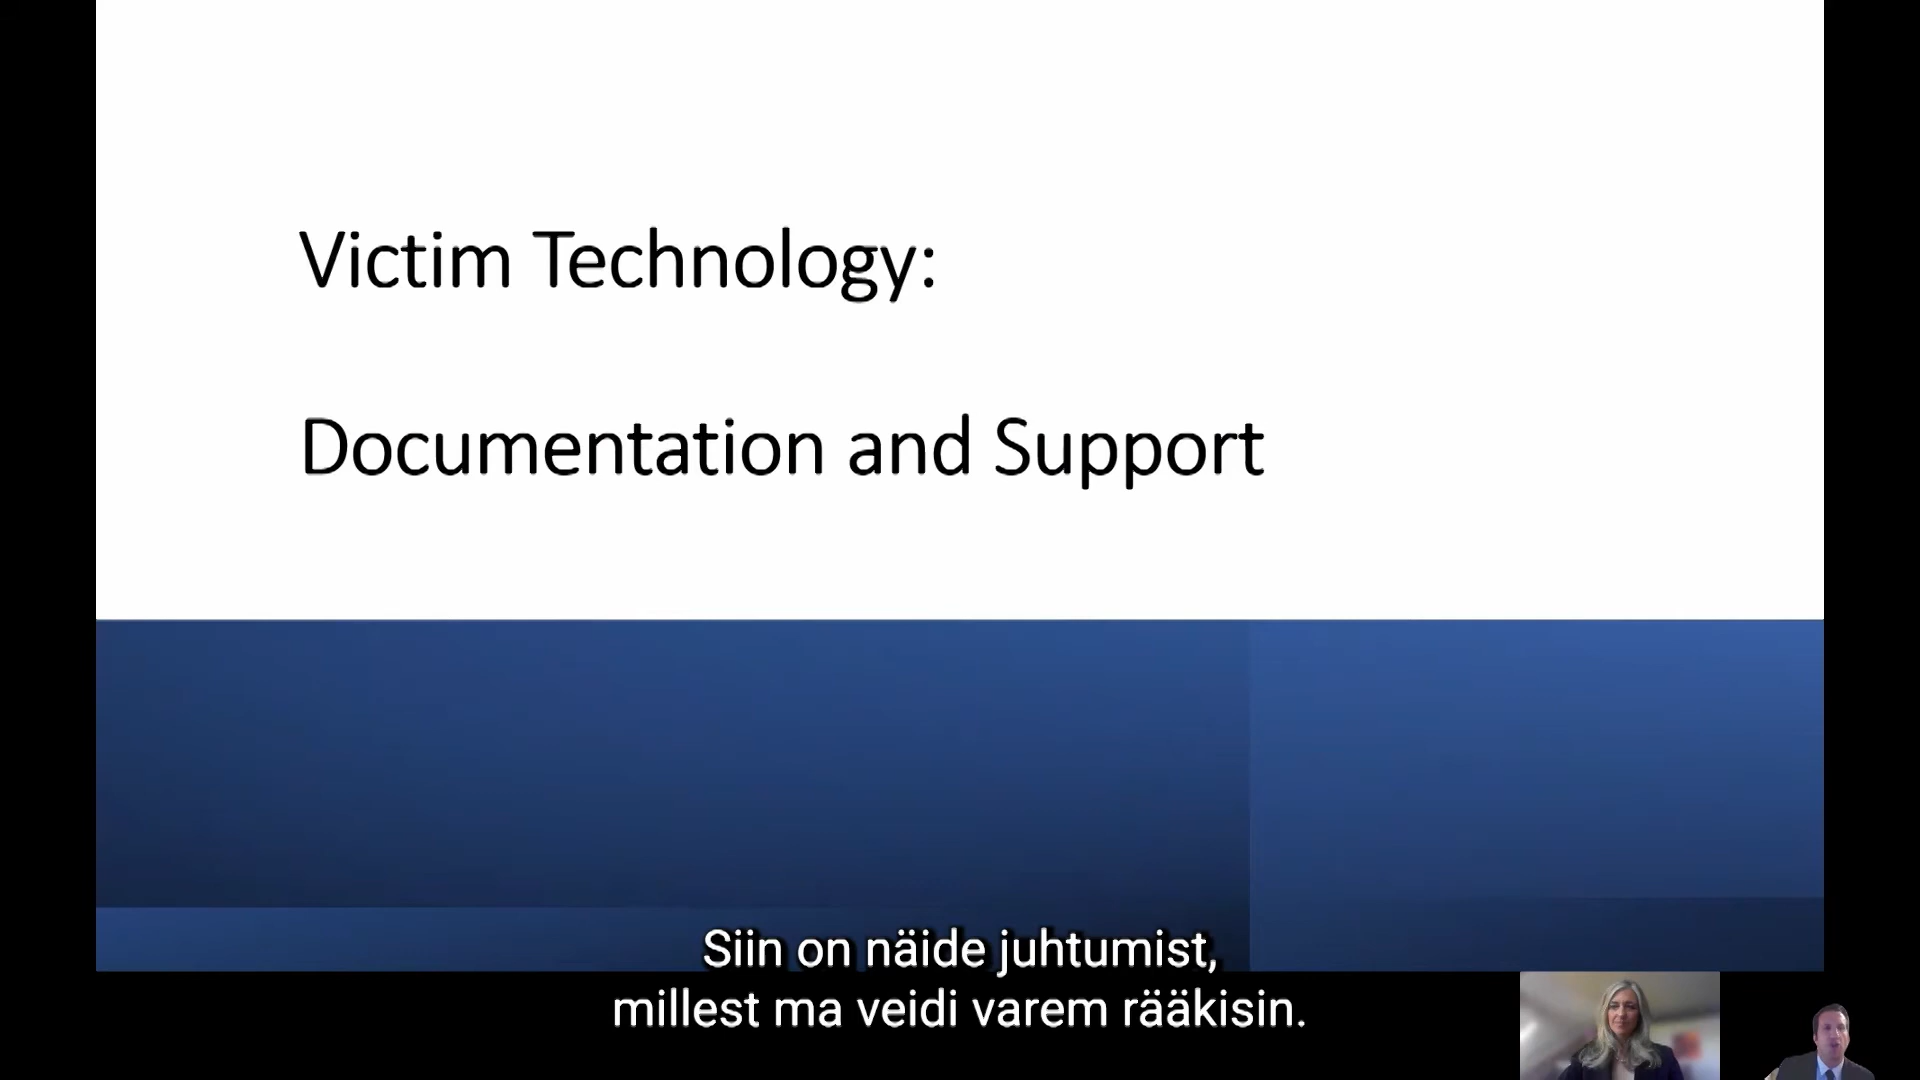 Victim Technology:
Documentation and Support
Siin on näide juhtumist,
millest ma veidi varem rääkisin.